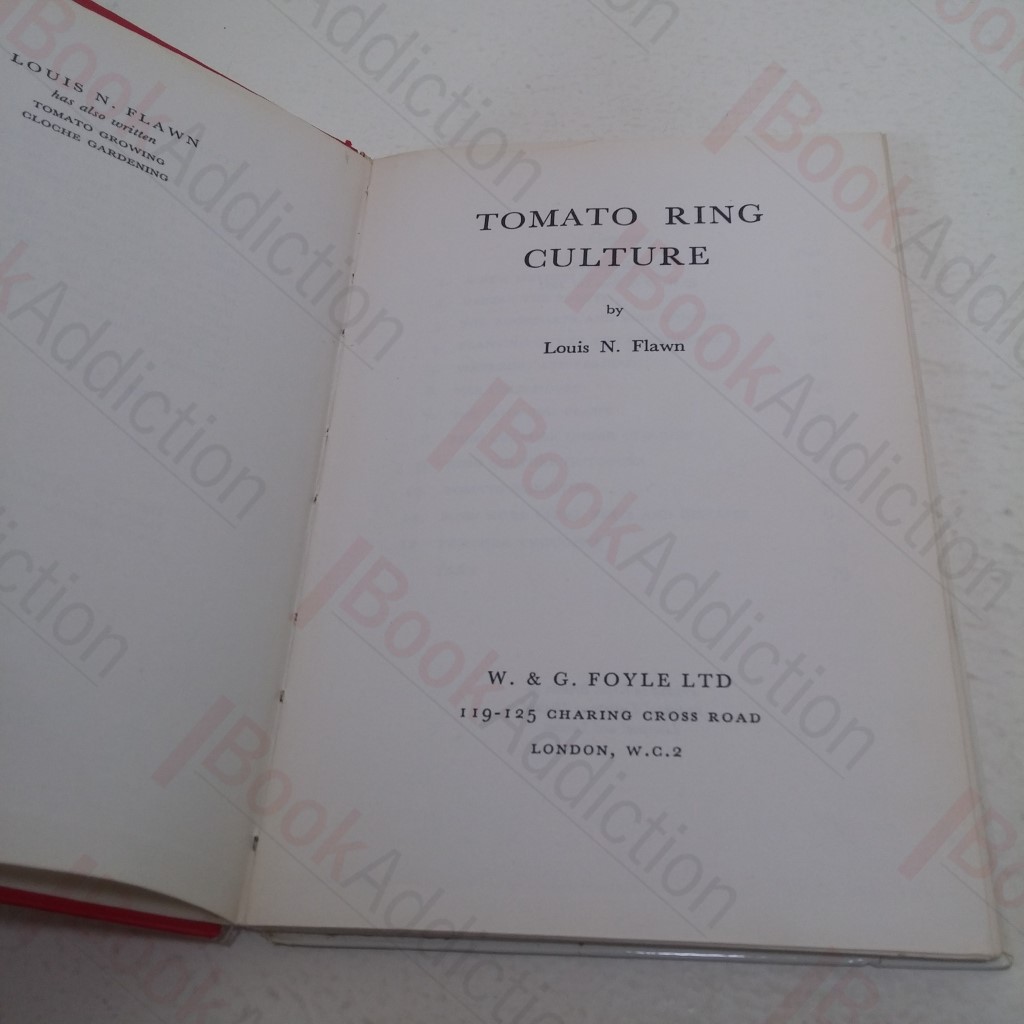 LOUIS N. FLAWN
has also written
TOMATO GROWING
CLOCHE GARDENING
TOMATO RING
CULTURE
by
Louis N. Flawn
W. & G. FOYLE LTD
119-125 CHARING CROSS ROAD
LONDON, W.C.2
BookAddiction